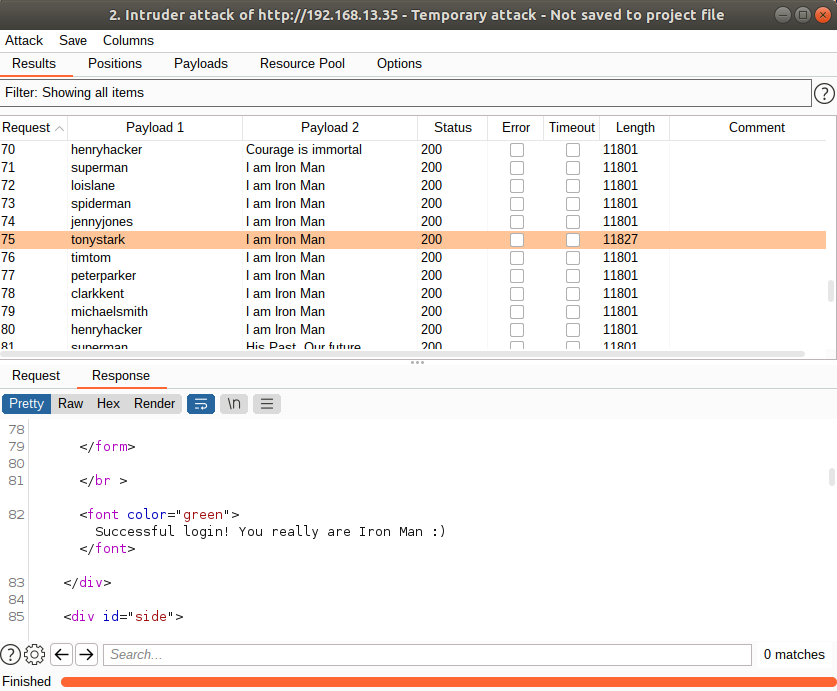 2. Intruder attack of http://192.168.13.35 - Temporary attack - Not saved to project file
Attack Save Columns
Results Positions Payloads Resource Pool Options
Filter: Showing all items ?
Request Payload 1 Payload 2 Status Error Timeout Length Comment
70 henryhacker Courage is immortal 200 11801
71 superman I am Iron Man 200 11801
72 loislane I am Iron Man 200 11801
73 spiderman I am Iron Man 200 11801
74 jennyjones I am Iron Man 200 11801
75 tonystark I am Iron Man 200 11827
76 timtom I am Iron Man 200 11801
77 peterparker I am Iron Man 200 11801
78 clarkkent I am Iron Man 200 11801
79 michaelsmith I am Iron Man 200 11801
80 henryhacker I am Iron Man 200 11801
81 superman His Past. Our future. 200 11801
Request Response
Pretty Raw Hex Render \n
78
79 </form>
80
81 </br >
82 <font color="green">
Successful login! You really are Iron Man :)
</font>
83 </div>
84
85 <div id="side">
? Search... 0 matches
Finished